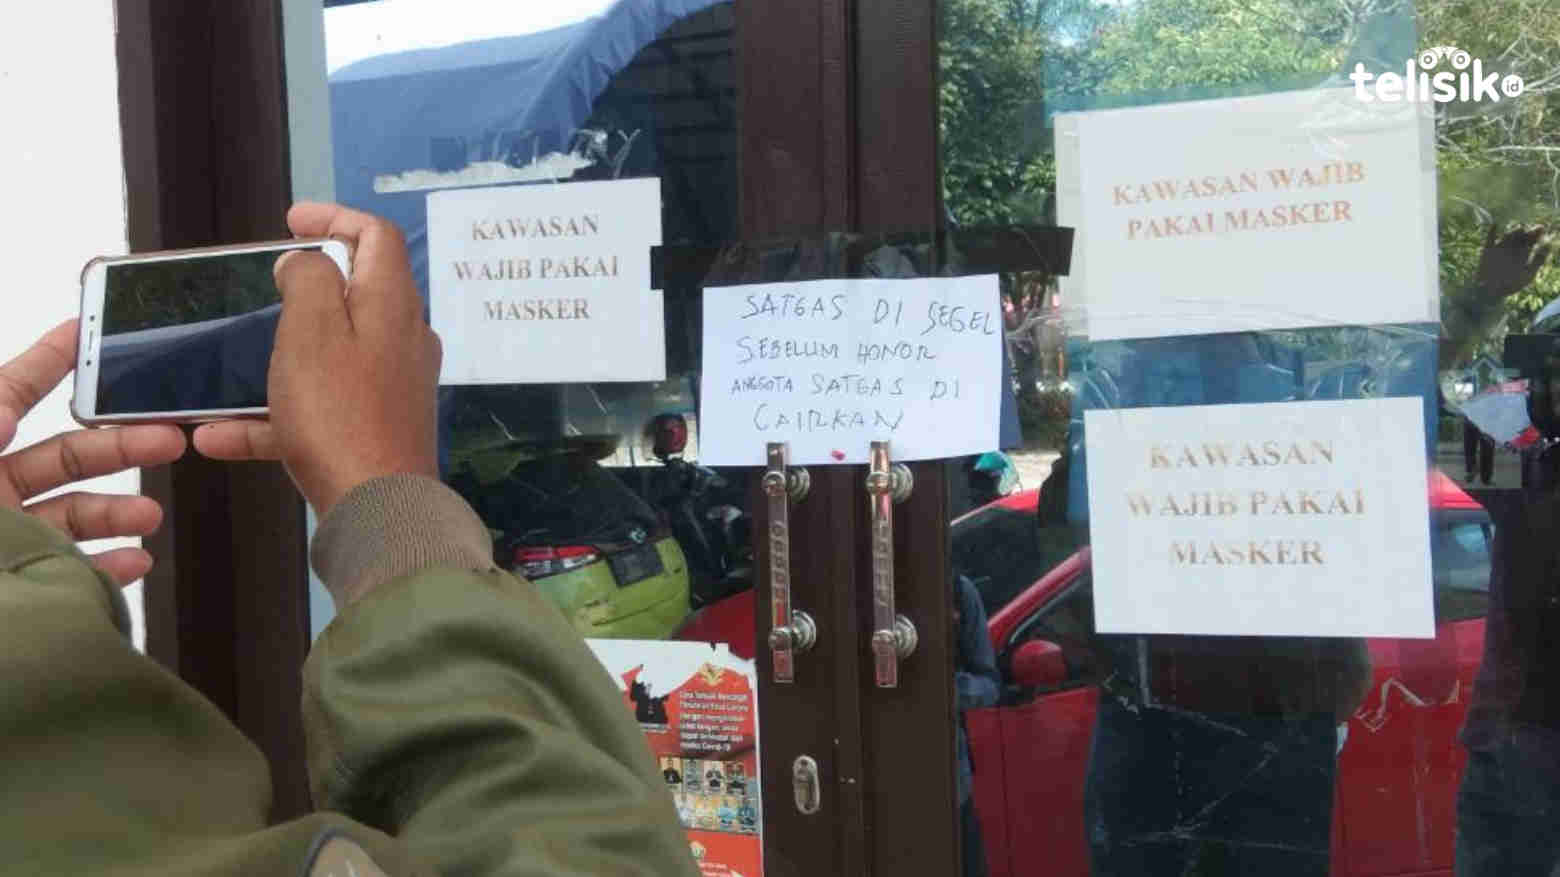 telisik.id
KAWASAN
WAJIB PAKAI
MASKER
SATGAS DI SEGEL
SEBELUM HONOR
ANGGOTA SATGAS DI
CAIRKAN
KAWASAN WAJIB
PAKAI MASKER
KAWASAN
WAJIB PAKAI
MASKER